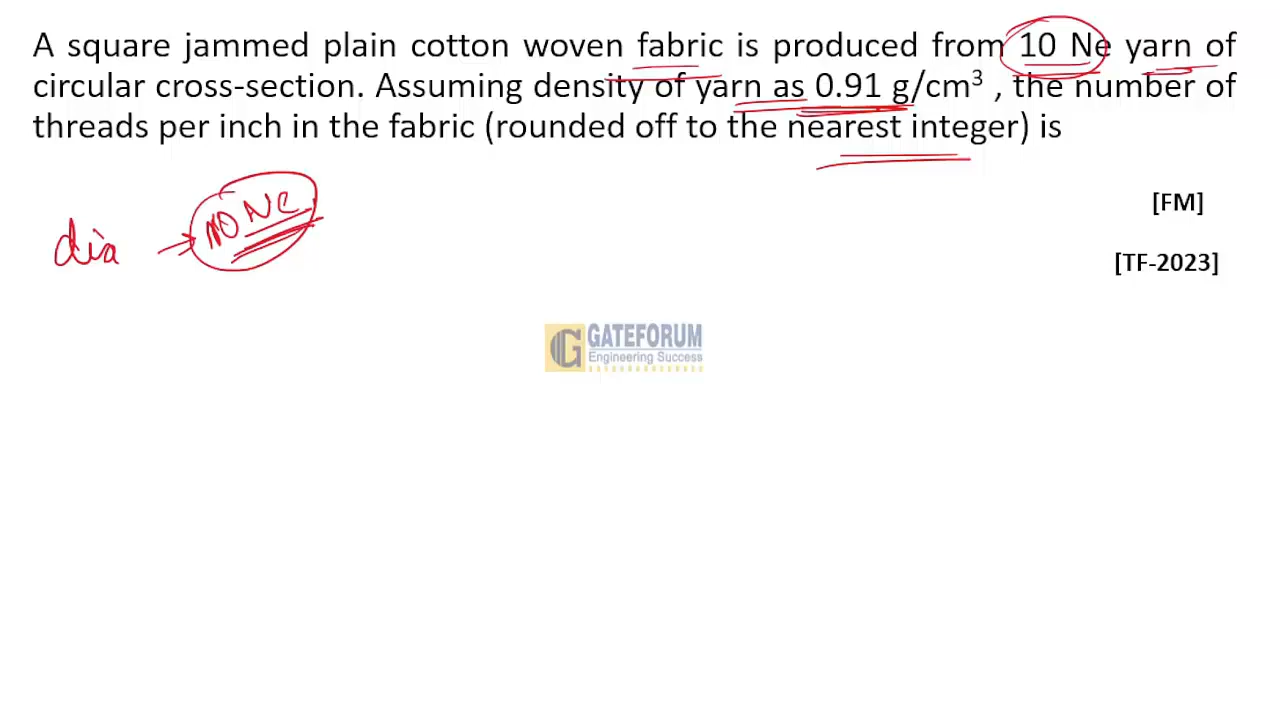 A square jammed plain cotton woven fabric is produced from 10 Ne yarn of
circular cross-section. Assuming density of yarn as 0.91 g/cm³ , the number of
threads per inch in the fabric (rounded off to the nearest integer) is
[FM]
dia → 10 Ne
[TF-2023]
GATEFORUM
Engineering Success